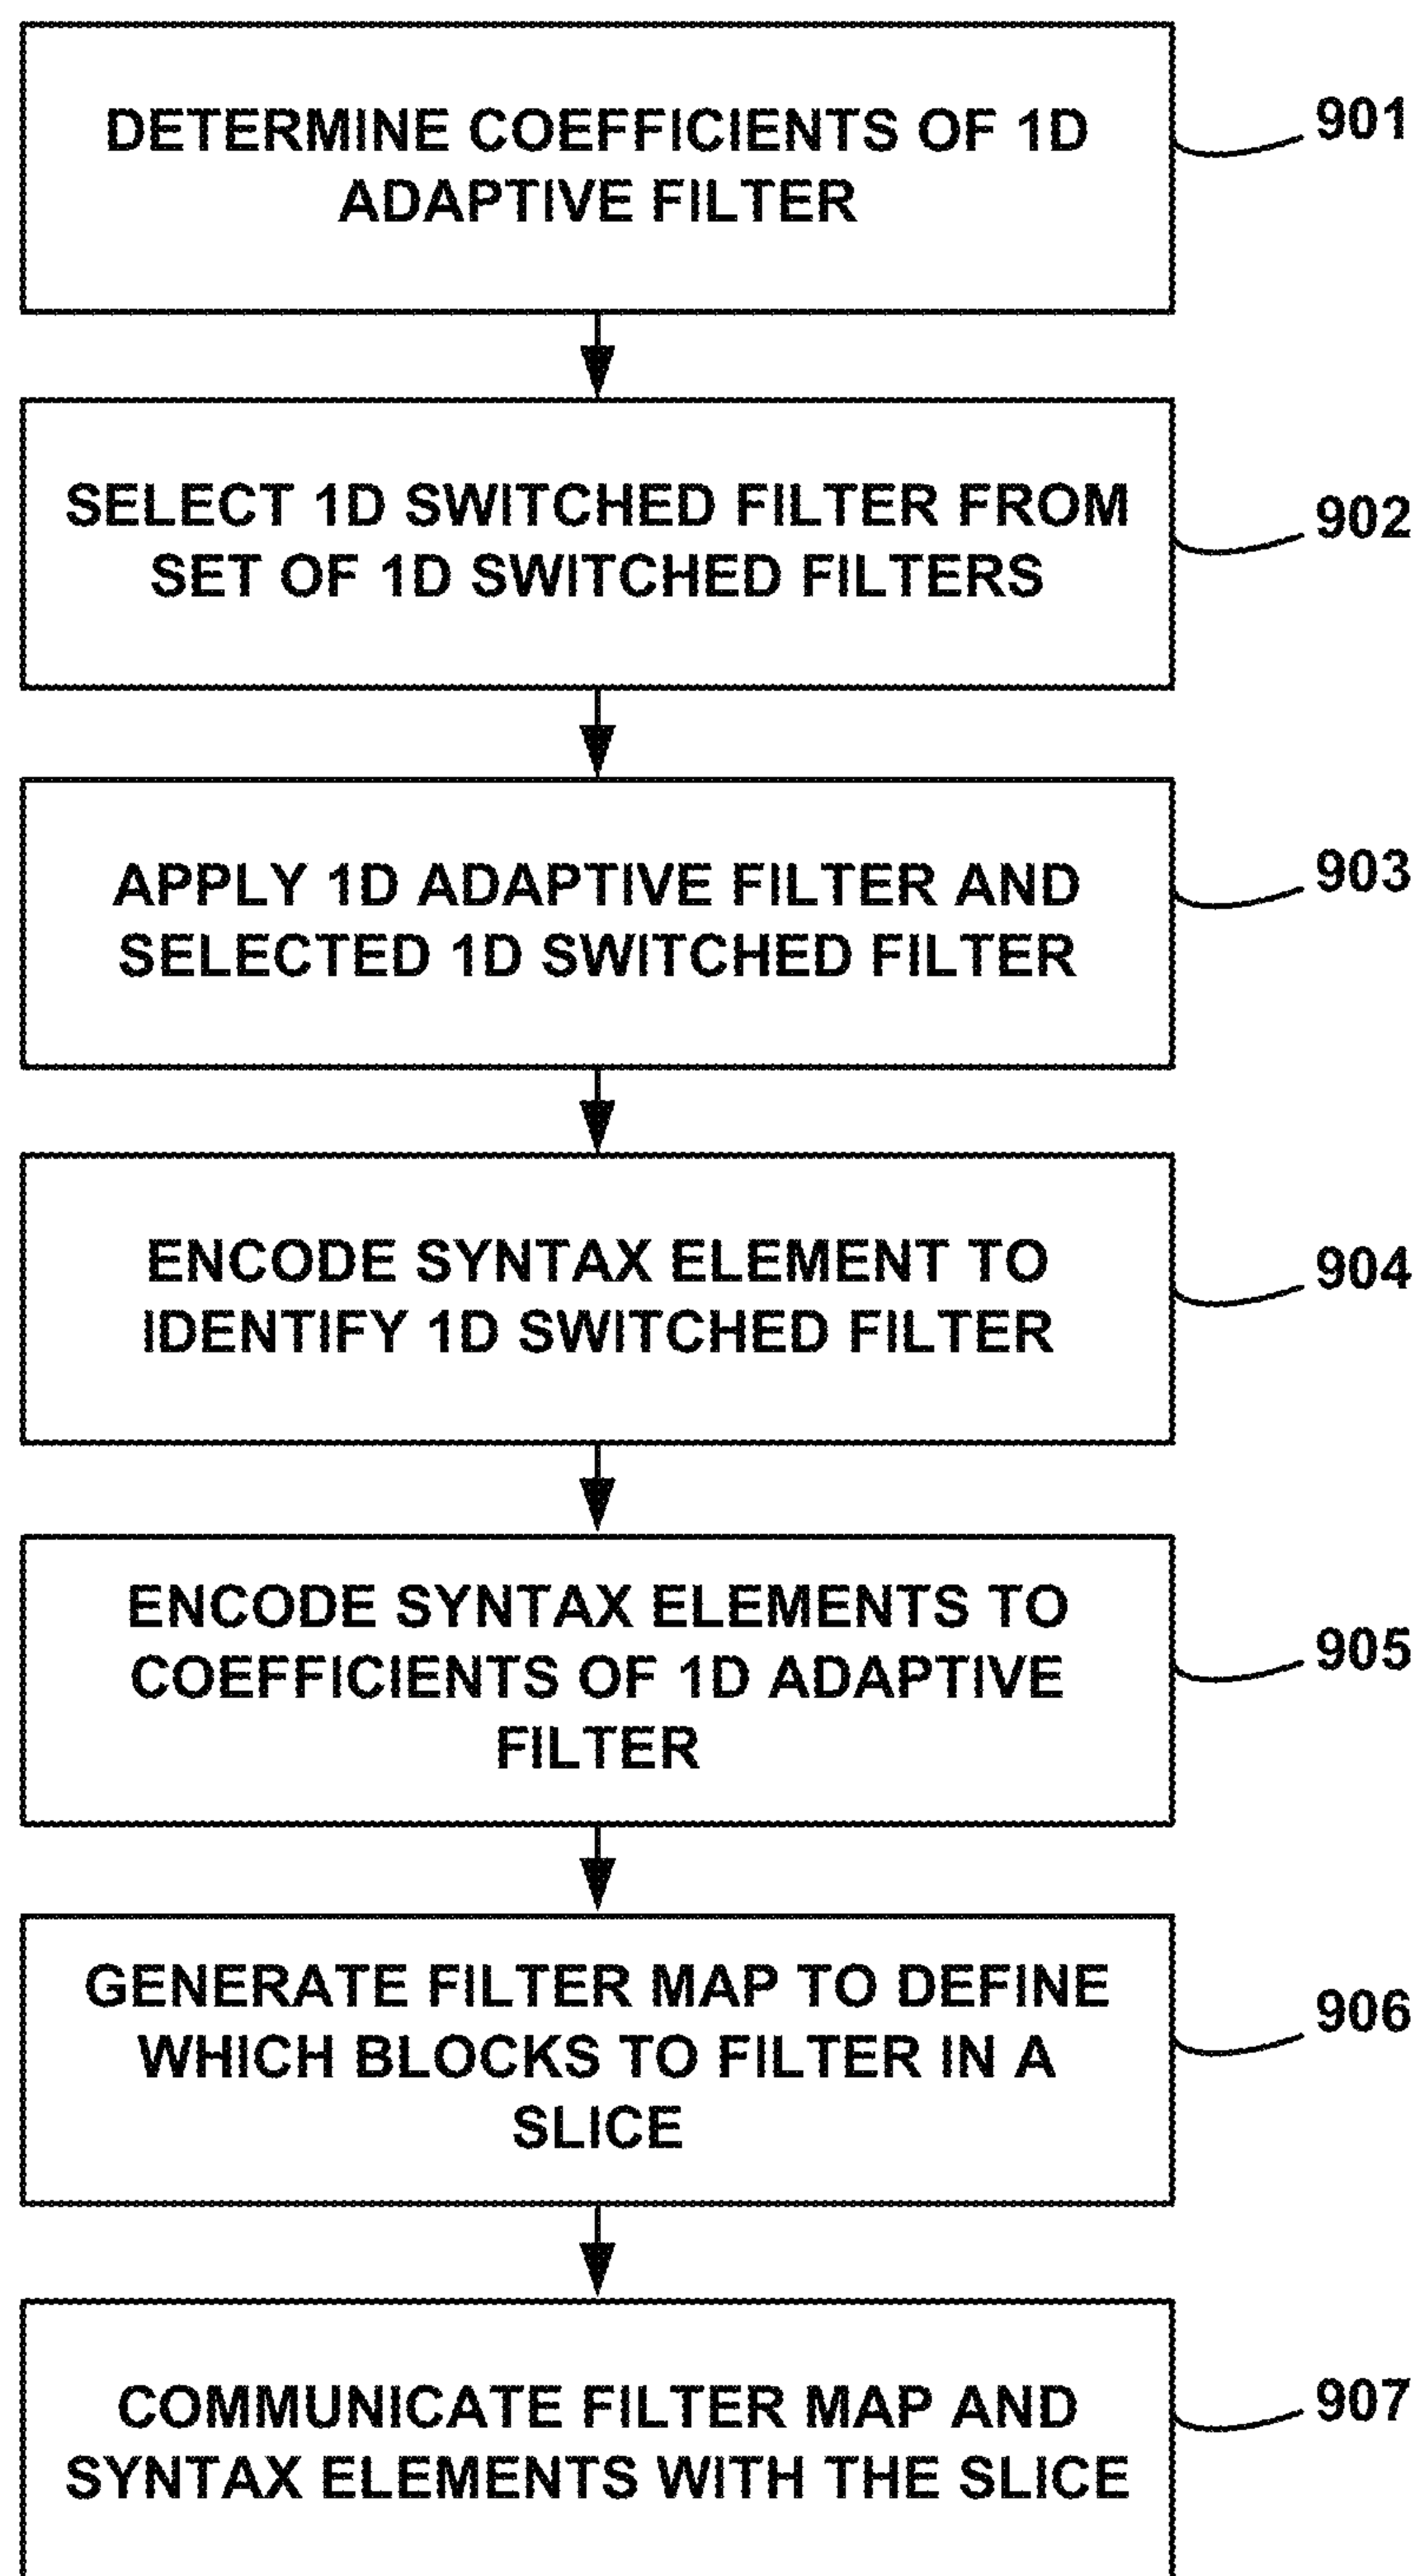 DETERMINE COEFFICIENTS OF 1D
ADAPTIVE FILTER
901
SELECT 1D SWITCHED FILTER FROM
SET OF 1D SWITCHED FILTERS
902
APPLY 1D ADAPTIVE FILTER AND
SELECTED 1D SWITCHED FILTER
903
ENCODE SYNTAX ELEMENT TO
IDENTIFY 1D SWITCHED FILTER
904
ENCODE SYNTAX ELEMENTS TO
COEFFICIENTS OF 1D ADAPTIVE
FILTER
905
GENERATE FILTER MAP TO DEFINE
WHICH BLOCKS TO FILTER IN A
SLICE
906
COMMUNICATE FILTER MAP AND
SYNTAX ELEMENTS WITH THE SLICE
907